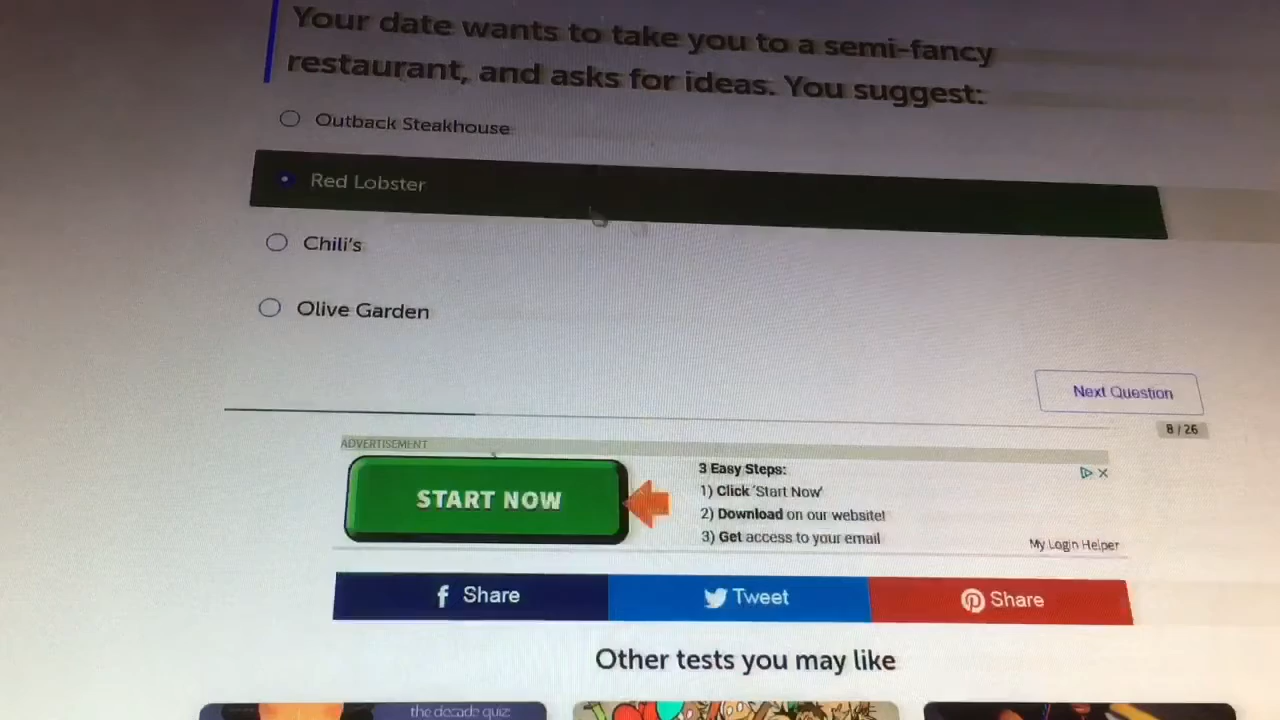 Your date wants to take you to a semi-fancy
restaurant, and asks for ideas. You suggest:
Outback Steakhouse
Red Lobster
Chili's
Olive Garden
Next Question
8 / 26
ADVERTISEMENT
START NOW
3 Easy Steps:
1) Click 'Start Now'
2) Download on our website!
3) Get access to your email
My Login Helper
Share
Tweet
Share
Other tests you may like
the decade quiz